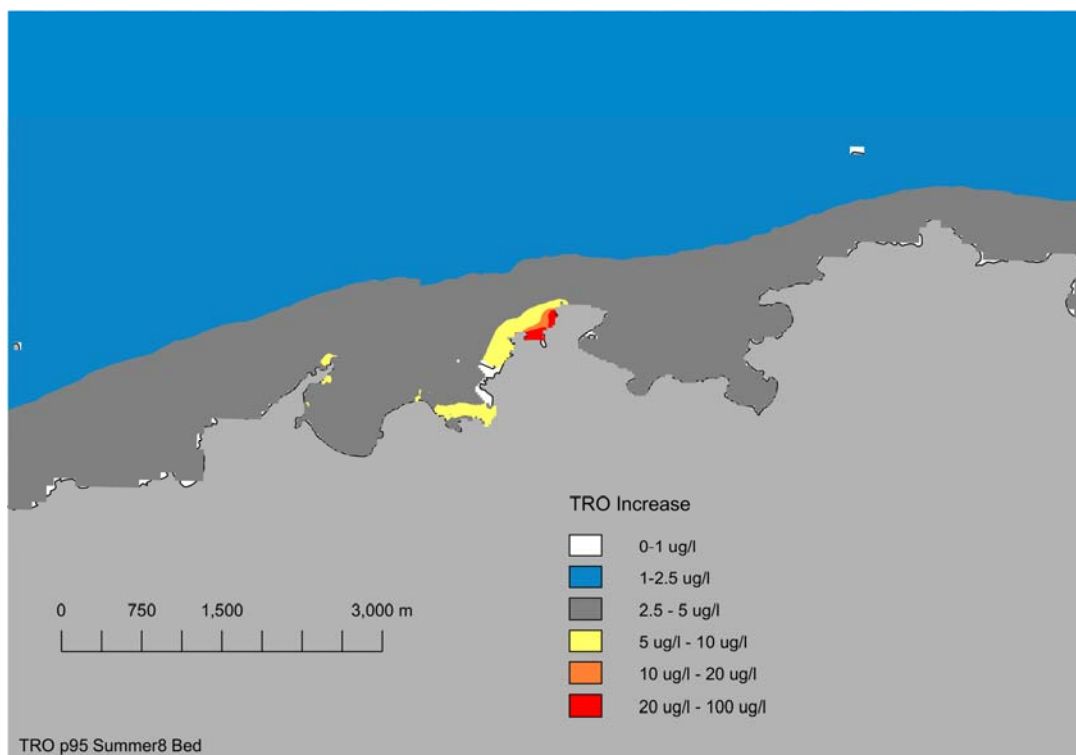 TRO Increase
0-1 ug/l
1-2.5 ug/l
2.5 - 5 ug/l
5 ug/l - 10 ug/l
10 ug/l - 20 ug/l
20 ug/l - 100 ug/l
0 750 1,500 3,000 m
TRO p95 Summer8 Bed